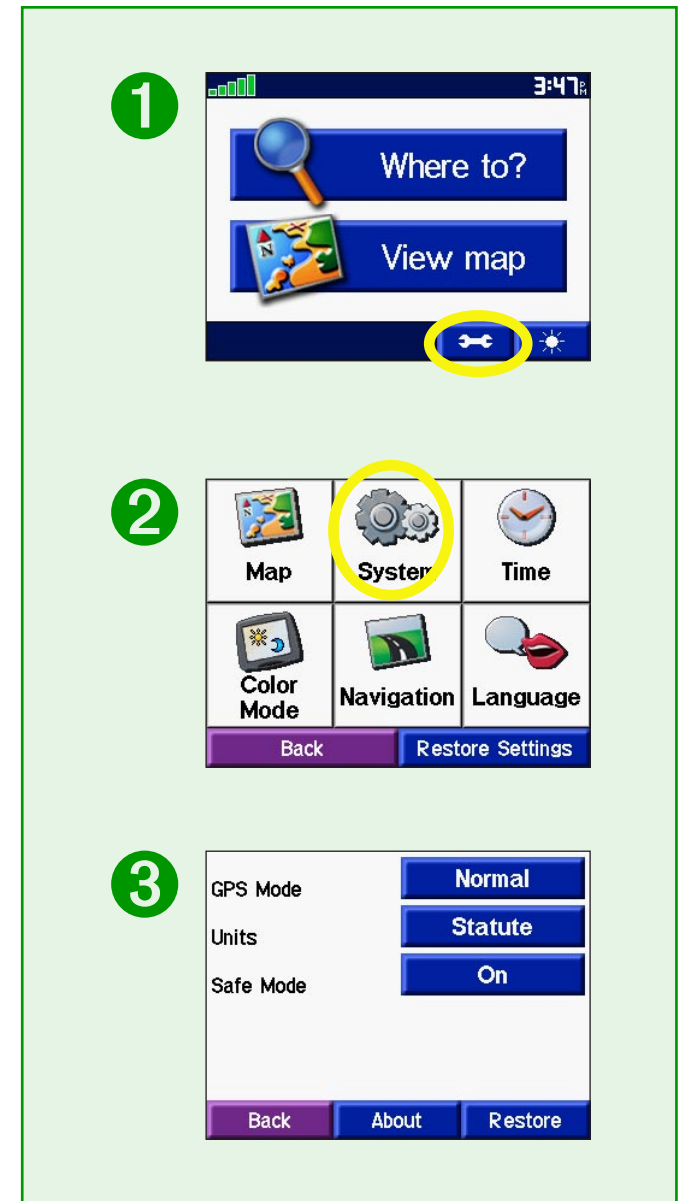 1
3:47PM
Where to?
N
View map
2
N
Map
System
Time
Color
Mode
Navigation
Language
Back
Restore Settings
3
GPS Mode
Normal
Units
Statute
Safe Mode
On
Back
About
Restore